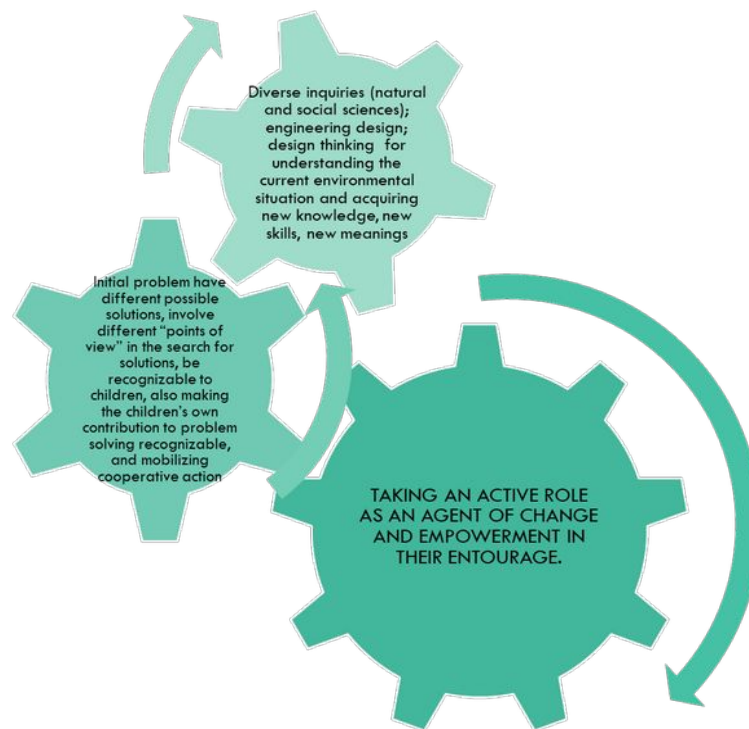 Diverse inquiries (natural
and social sciences);
engineering design;
design thinking for
understanding the
current environmental
situation and acquiring
new knowledge, new
skills, new meanings
Initial problem have
different possible
solutions, involve
different “points of
view” in the search for
solutions, be
recognizable to
children, also making
the children’s own
contribution to problem
solving recognizable,
and mobilizing
cooperative action
TAKING AN ACTIVE ROLE
AS AN AGENT OF CHANGE
AND EMPOWERMENT IN
THEIR ENTOURAGE.